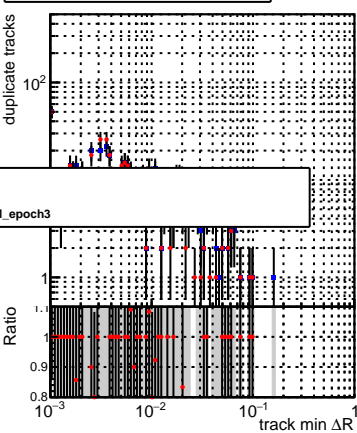 duplicate tracks
10²
l_epoch3
1
Ratio
1.1
1
0.9
0.8
10⁻³
10⁻²
10⁻¹
1
track min ΔR